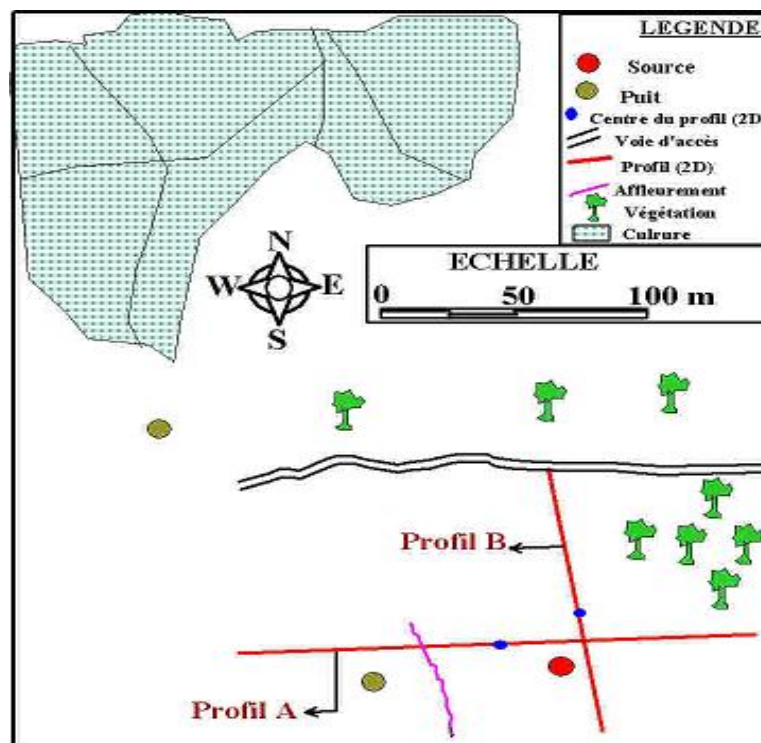 LEGENDE
Source
Puit
Centre du profil (2D
Voie d'accès
Profil (2D)
Affleurement
Végétation
Culrure
N
W E
S
ECHELLE
0 50 100 m
Profil B
Profil A